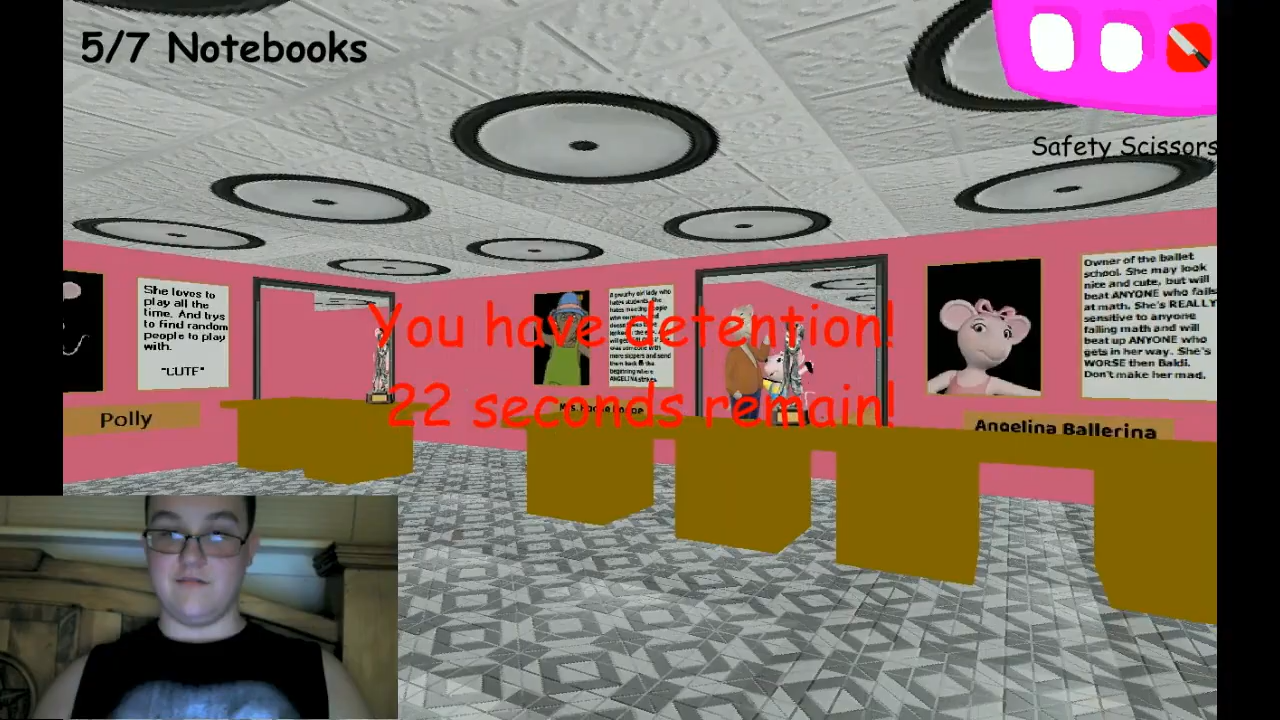 5/7 Notebooks
Safety Scissors
She loves to
play all the
time. And trys
to find random
people to play
with.
"CUTE"
Polly
You have detention!
22 seconds remain!
Owner of the ballet
school. She may look
nice and cute, but will
beat ANYONE who fails
at math. She's REALLY
sensitive to anyone
failing math and will
beat up ANYONE who
gets in her way. She's
WORSE then Baldi.
Don't make her mad.
Angelina Ballerina